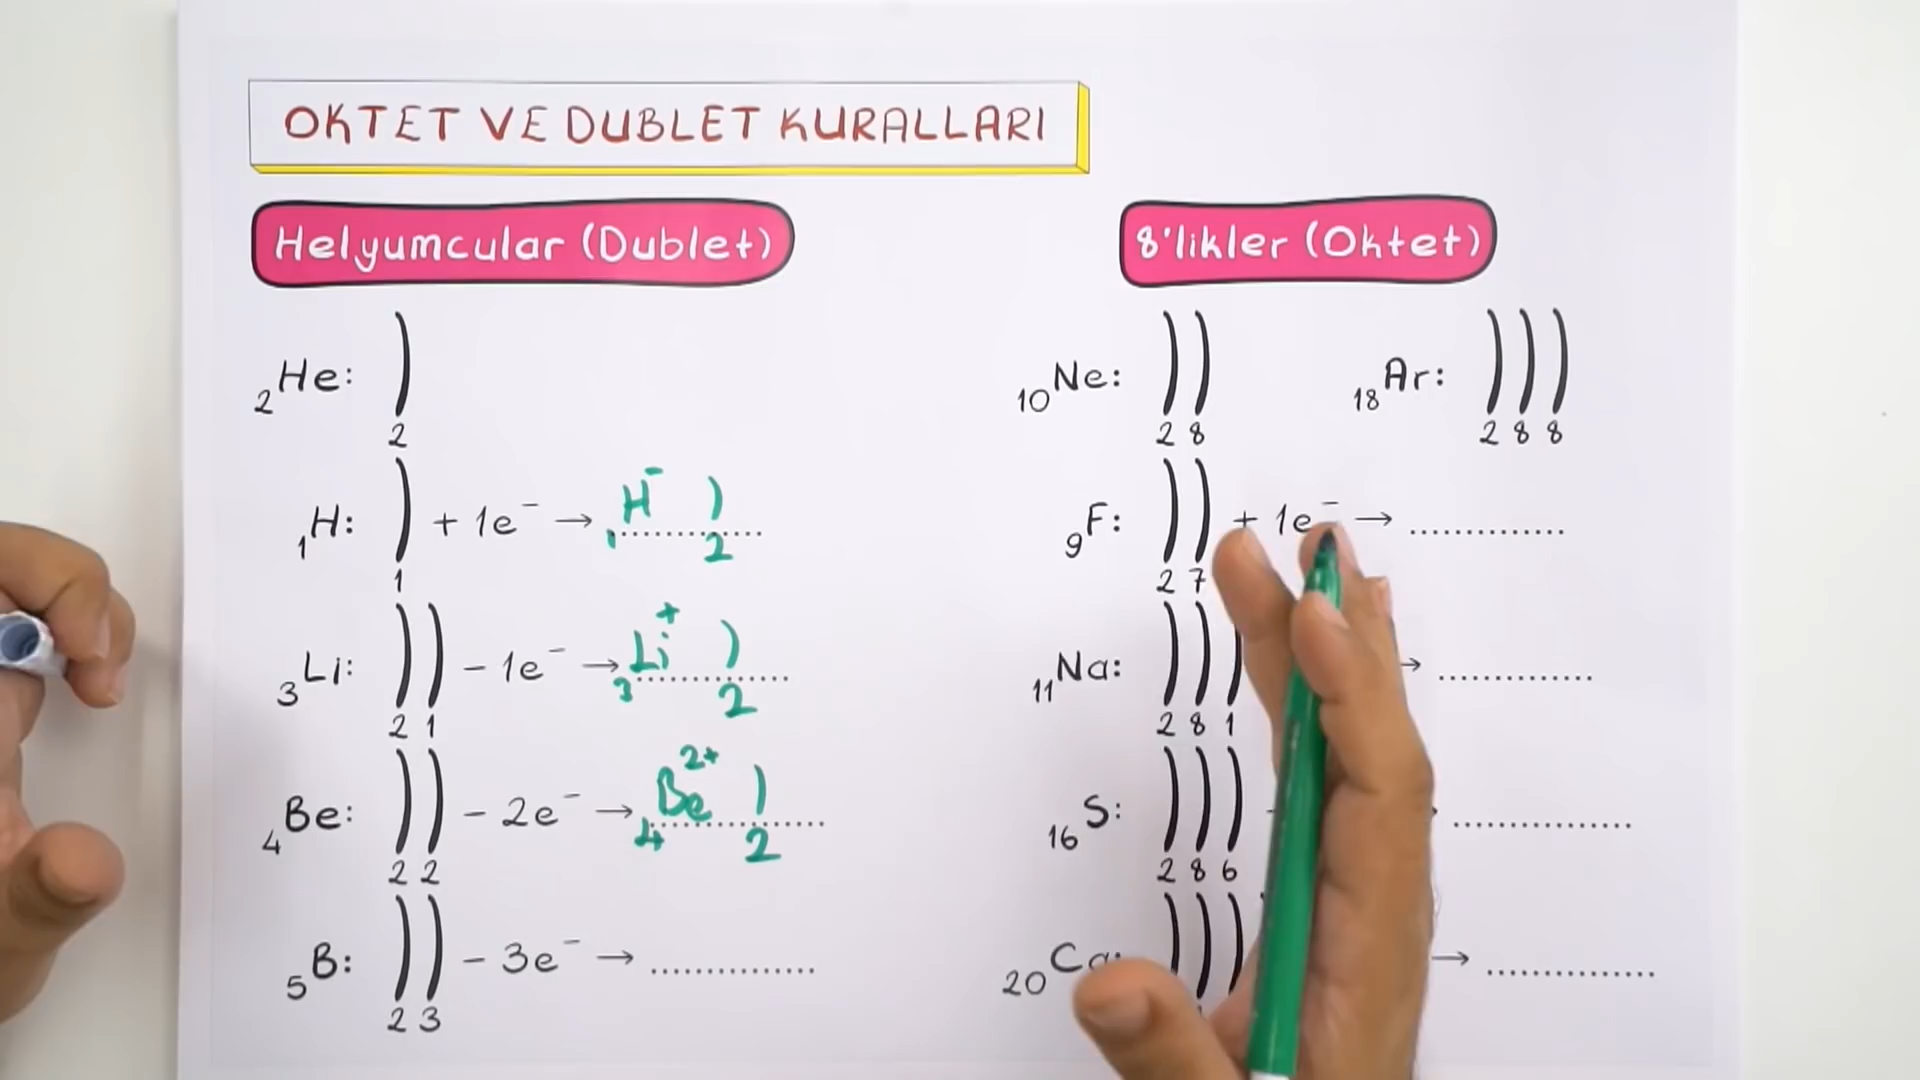 OKTET VE DUBLET KURALLARI
Helyumcular (Dublet)
₂He: )
2
₁H: ) + 1e⁻ → ₁H⁻ )
1 2
₃Li: )) - 1e⁻ → ₃Li⁺ )
2 1 2
₄Be: )) - 2e⁻ → ₄Be²⁺ )
2 2 2
₅B: )) - 3e⁻ → ..............
2 3
8'likler (Oktet)
₁₀Ne: )) ₁₈Ar: )))
2 8 2 8 8
₉F: )) + 1e⁻ → .............
2 7
₁₁Na: ))) → .............
2 8 1
₁₆S: ))) ...............
2 8 6
₂₀Ca: ))) → ..............